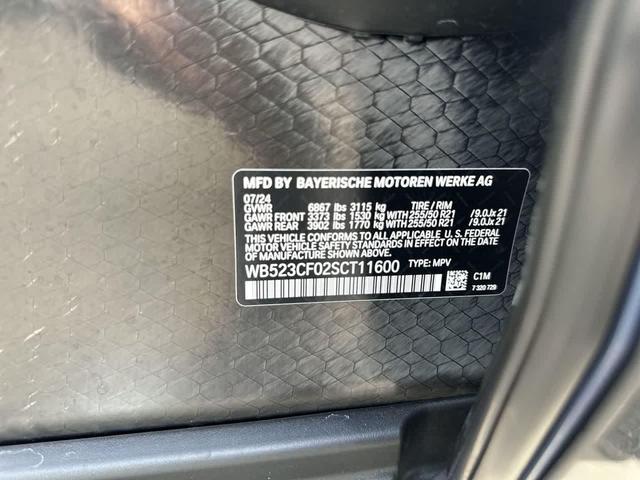 MFD BY BAYERISCHE MOTOREN WERKE AG
07/24
GVWR 6867 lbs 3115 kg TIRE / RIM
GAWR FRONT 3373 lbs 1530 kg WITH 255/50 R21 / 9.0Jx21
GAWR REAR 3902 lbs 1770 kg WITH 255/50 R21 / 9.0Jx21
THIS VEHICLE CONFORMS TO ALL APPLICABLE U. S. FEDERAL
MOTOR VEHICLE SAFETY STANDARDS IN EFFECT ON THE DATE
OF MANUFACTURE SHOWN ABOVE.
WB523CF02SCT11600 TYPE: MPV
C1M
7 320 729